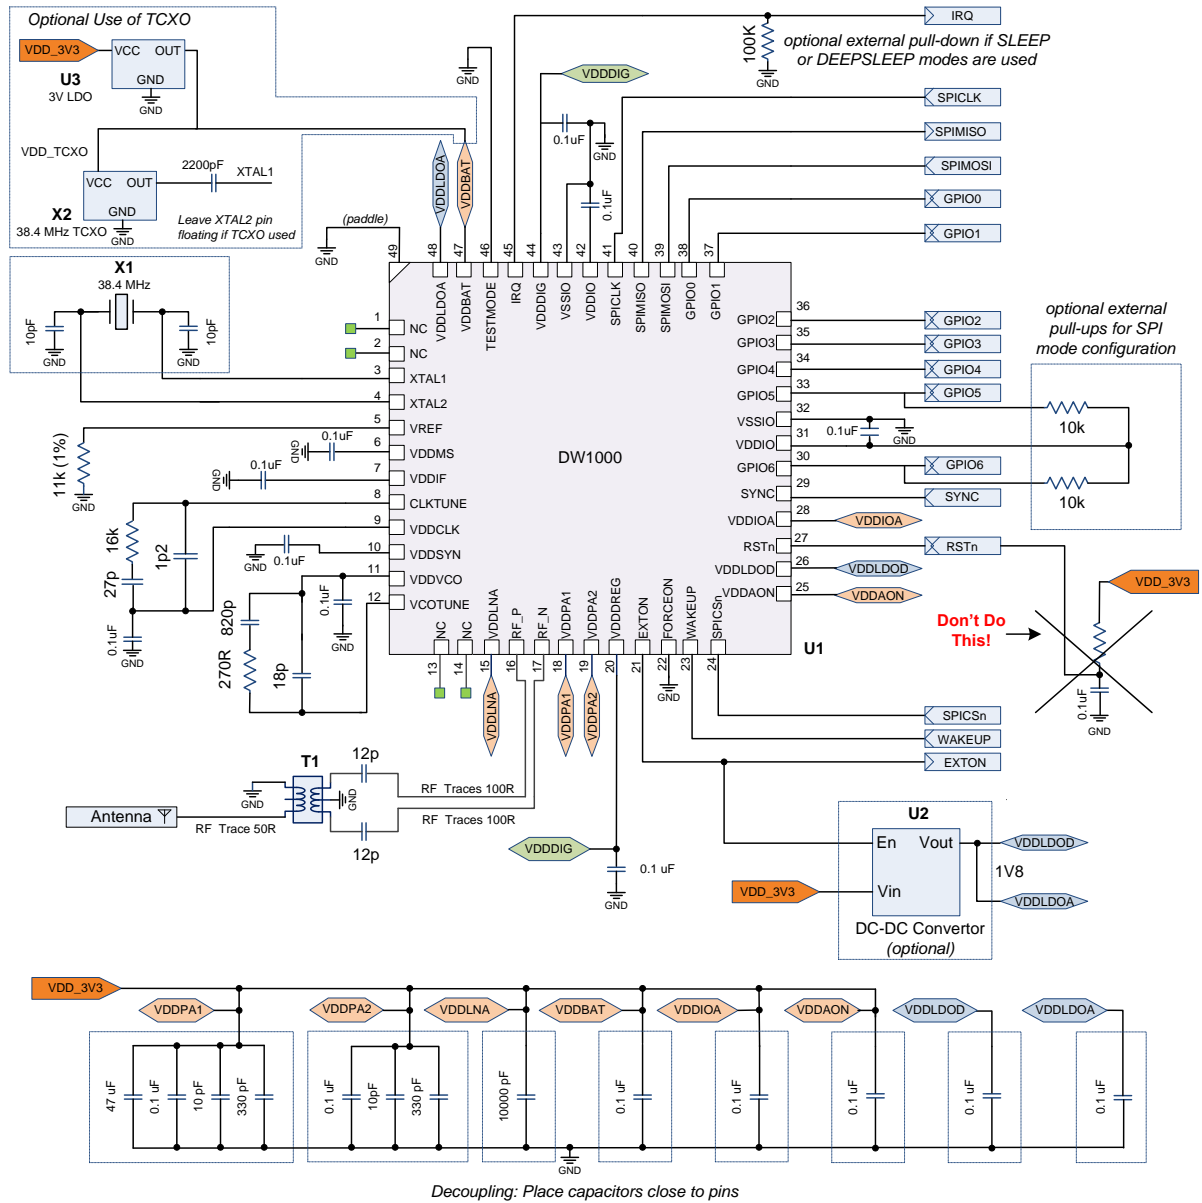 Optional Use of TCXO
VDD_3V3
VCC OUT
GND
U3
3V LDO
GND
VDD_TCXO
2200pF
XTAL1
VCC OUT
GND
X2
38.4 MHz TCXO
GND
Leave XTAL2 pin
floating if TCXO used
X1
38.4 MHz
10pF
GND
10pF
GND
(paddle)
GND
49
VDDLDOA
VDDBAT
GND
VDDDIG
0.1uF
GND
0.1uF
IRQ
100K
GND
optional external pull-down if SLEEP
or DEEPSLEEP modes are used
SPICLK
SPIMISO
SPIMOSI
GPIO0
GPIO1
48
47
46
45
44
43
42
41
40
39
38
37
VDDLDOA
VDDBAT
TESTMODE
IRQ
VDDDIG
VSSIO
VDDIO
SPICLK
SPIMISO
SPIMOSI
GPIO0
GPIO1
1
NC
2
NC
3
XTAL1
4
XTAL2
5
VREF
6
VDDMS
7
VDDIF
8
CLKTUNE
9
VDDCLK
10
VDDSYN
11
VDDVCO
12
VCOTUNE
DW1000
U1
11k (1%)
GND
0.1uF
GND
0.1uF
GND
16k
27p
1p2
0.1uF
GND
GND
0.1uF
0.1uF
GND
820p
270R
18p
36
GPIO2
GPIO2
35
GPIO3
GPIO3
34
GPIO4
GPIO4
33
GPIO5
GPIO5
32
VSSIO
0.1uF
GND
31
VDDIO
30
GPIO6
GPIO6
29
SYNC
SYNC
28
VDDIOA
VDDIOA
27
RSTn
RSTn
26
VDDLDOD
VDDLDOD
25
VDDAON
VDDAON
optional external
pull-ups for SPI
mode configuration
10k
10k
VDD_3V3
Don't Do
This!
0.1uF
GND
NC
NC
VDDLNA
RF_P
RF_N
VDDPA1
VDDPA2
VDDDREG
EXTON
FORCEON
WAKEUP
SPICSn
13
14
15
16
17
18
19
20
21
22
23
24
VDDLNA
VDDPA1
VDDPA2
GND
SPICSn
WAKEUP
EXTON
T1
12p
GND
GND
RF Traces 100R
RF Traces 100R
12p
Antenna
RF Trace 50R
VDDDIG
0.1 uF
GND
U2
En Vout
Vin
VDD_3V3
VDDLDOD
1V8
VDDLDOA
DC-DC Convertor
(optional)
VDD_3V3
VDDPA1
VDDPA2
VDDLNA
VDDBAT
VDDIOA
VDDAON
VDDLDOD
VDDLDOA
47 uF
0.1 uF
10 pF
330 pF
0.1 uF
10pF
330 pF
10000 pF
0.1 uF
0.1 uF
0.1 uF
0.1 uF
0.1 uF
GND
Decoupling: Place capacitors close to pins